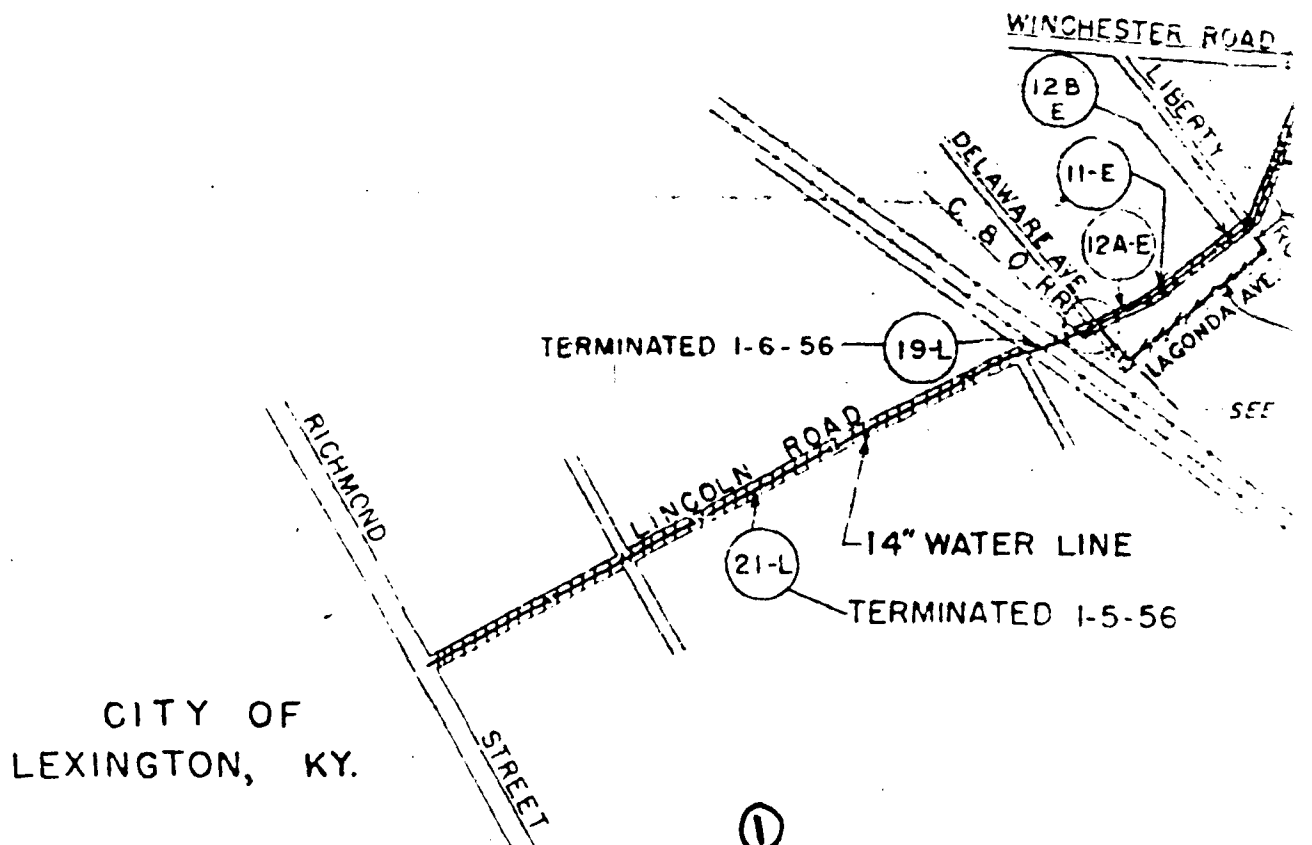 WINCHESTER ROAD
12B
E
LIBERTY
DELAWARE AVE
11-E
C. & O RR
12A-E
LAGONDA AVE.
TERMINATED 1-6-56
19-L
SEE
RICHMOND
LINCOLN ROAD
14" WATER LINE
21-L
TERMINATED 1-5-56
CITY OF
LEXINGTON, KY.
STREET
1